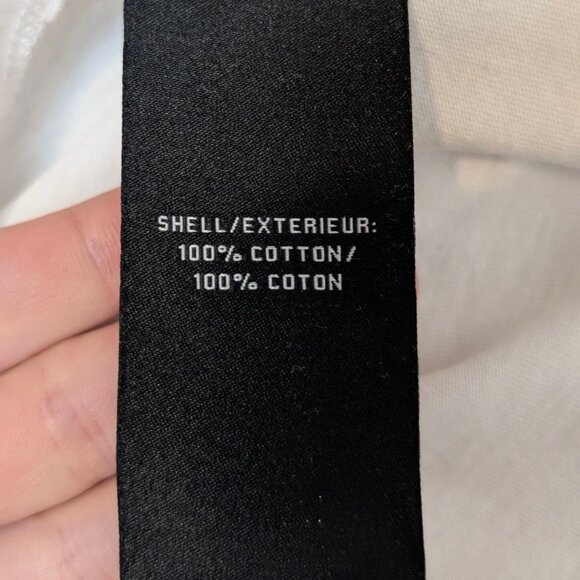 SHELL/EXTERIEUR:
100% COTTON/
100% COTON